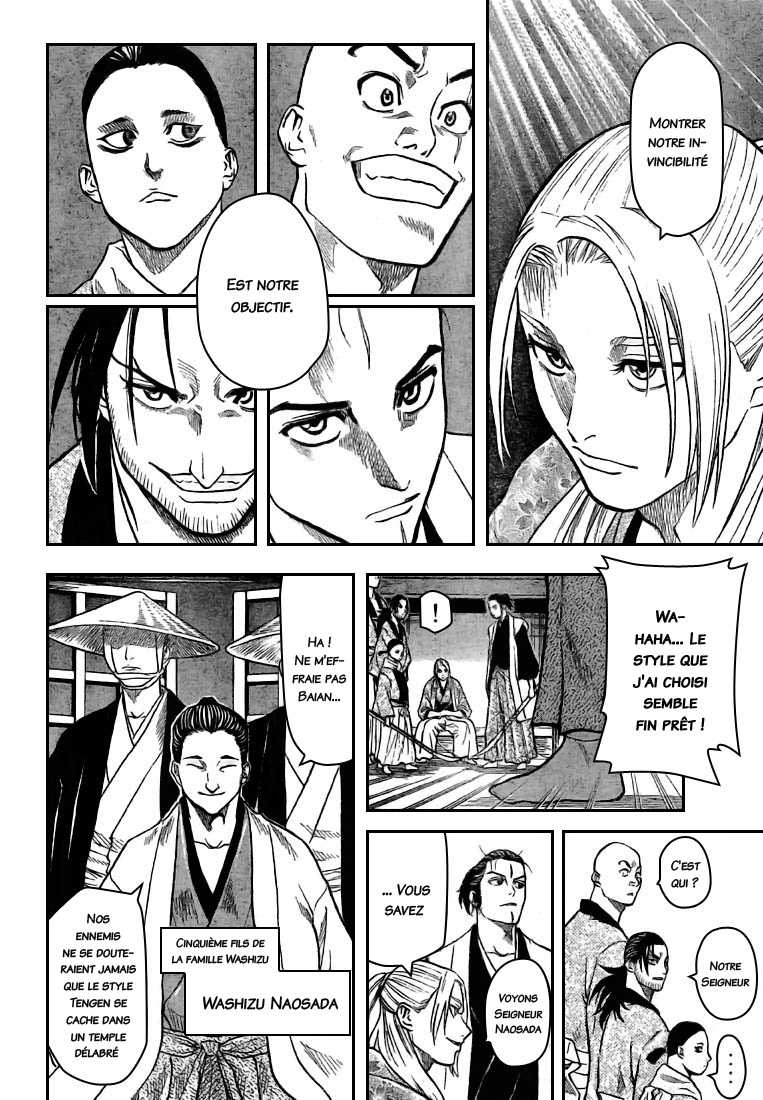 Montrer
notre in-
vincibilité
Est notre
objectif.
Wa-
haha... Le
style que
j'ai choisi
semble
fin prêt !
!
C'est
qui ?
Notre
Seigneur
....
... Vous
savez
Voyons
Seigneur
Naosada
Ha !
Ne m'ef-
fraie pas
Baian...
Cinquième fils de
la famille Washizu
Washizu Naosada
Nos
ennemis
ne se doute-
raient jamais
que le style
Tengen se
cache dans
un temple
délabré